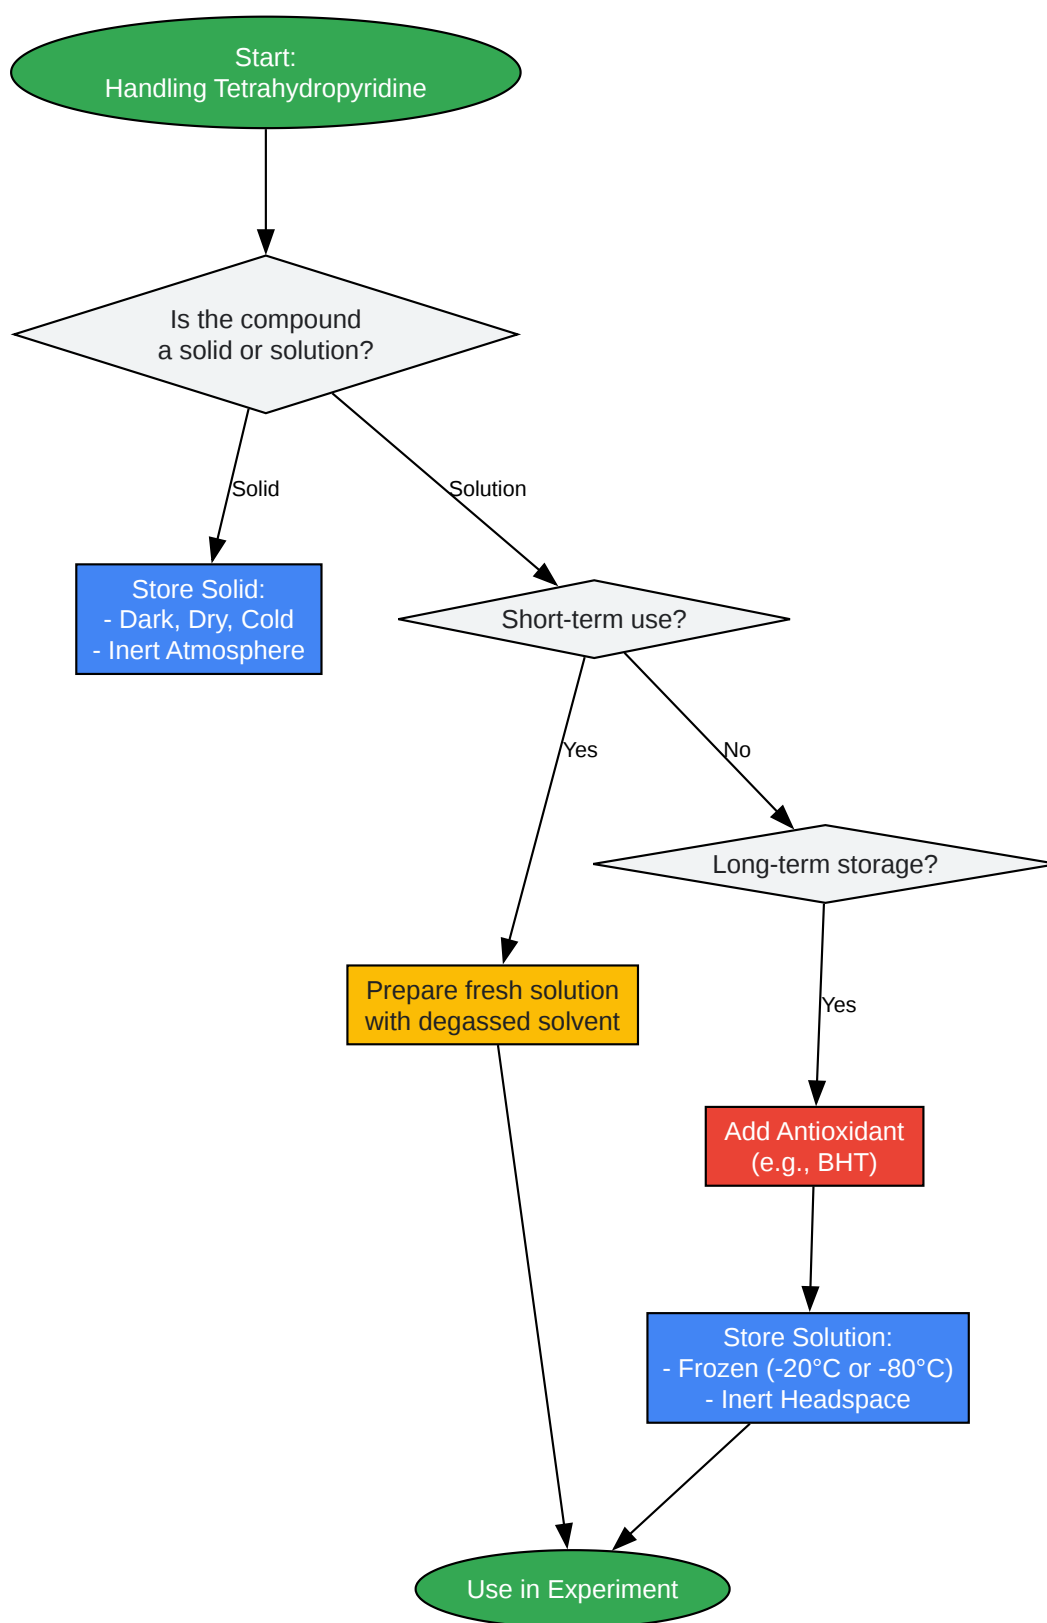 Start:
Handling Tetrahydropyridine
Is the compound
a solid or solution?
Solid
Solution
Store Solid:
- Dark, Dry, Cold
- Inert Atmosphere
Short-term use?
Yes
No
Long-term storage?
Prepare fresh solution
with degassed solvent
Yes
Add Antioxidant
(e.g., BHT)
Store Solution:
- Frozen (-20°C or -80°C)
- Inert Headspace
Use in Experiment